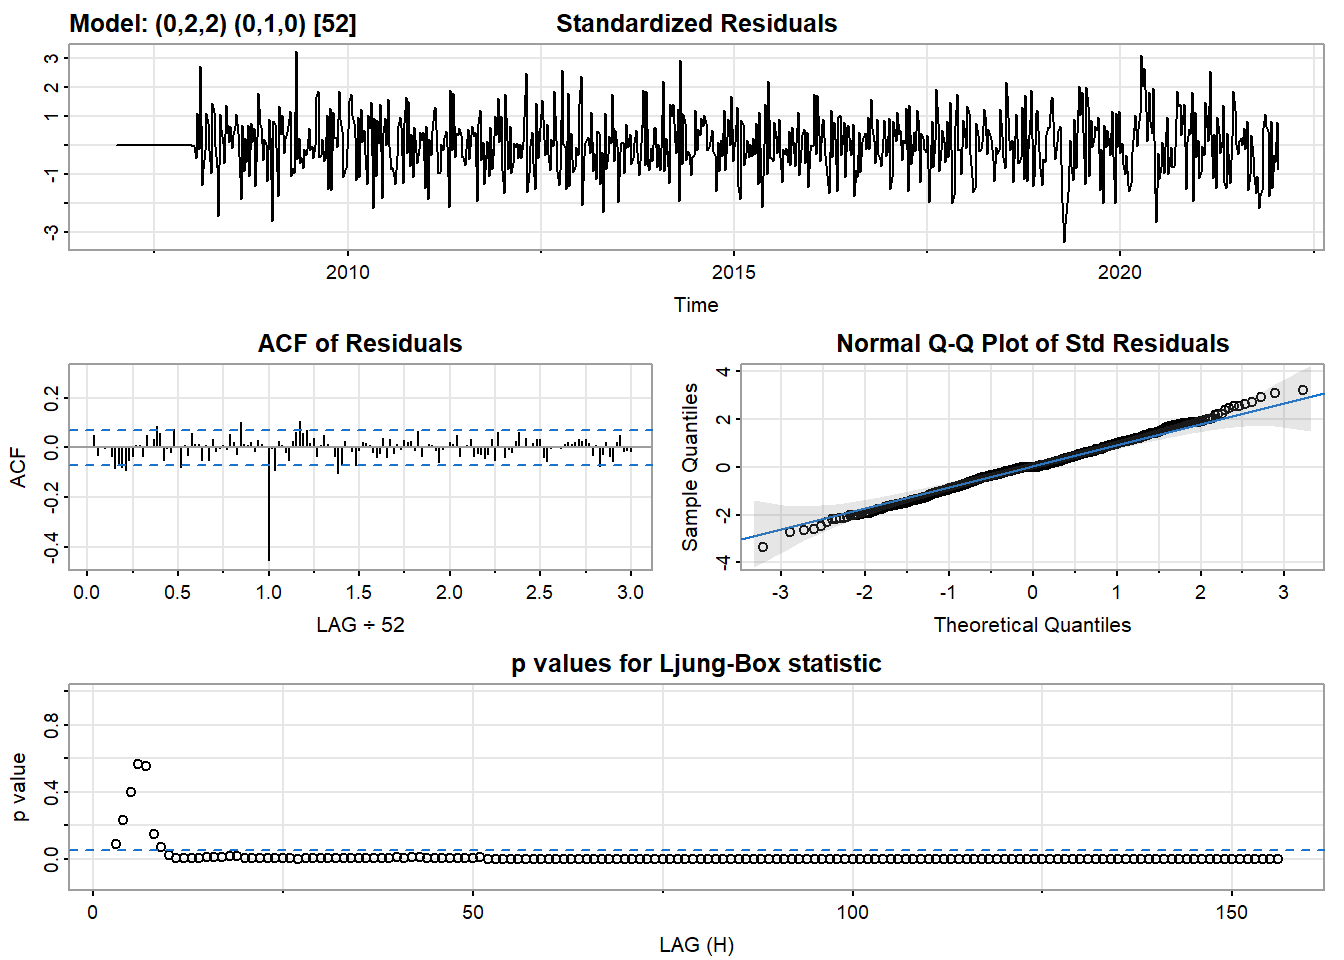 Model: (0,2,2) (0,1,0) [52] Standardized Residuals
3
2
1
-1
-3
2010 2015 2020
Time
ACF of Residuals
ACF
0.2
0.0
-0.2
-0.4
0.0 0.5 1.0 1.5 2.0 2.5 3.0
LAG ÷ 52
Normal Q-Q Plot of Std Residuals
Sample Quantiles
4
2
0
-2
-4
-3 -2 -1 0 1 2 3
Theoretical Quantiles
p values for Ljung-Box statistic
p value
0.8
0.4
0.0
0 50 100 150
LAG (H)